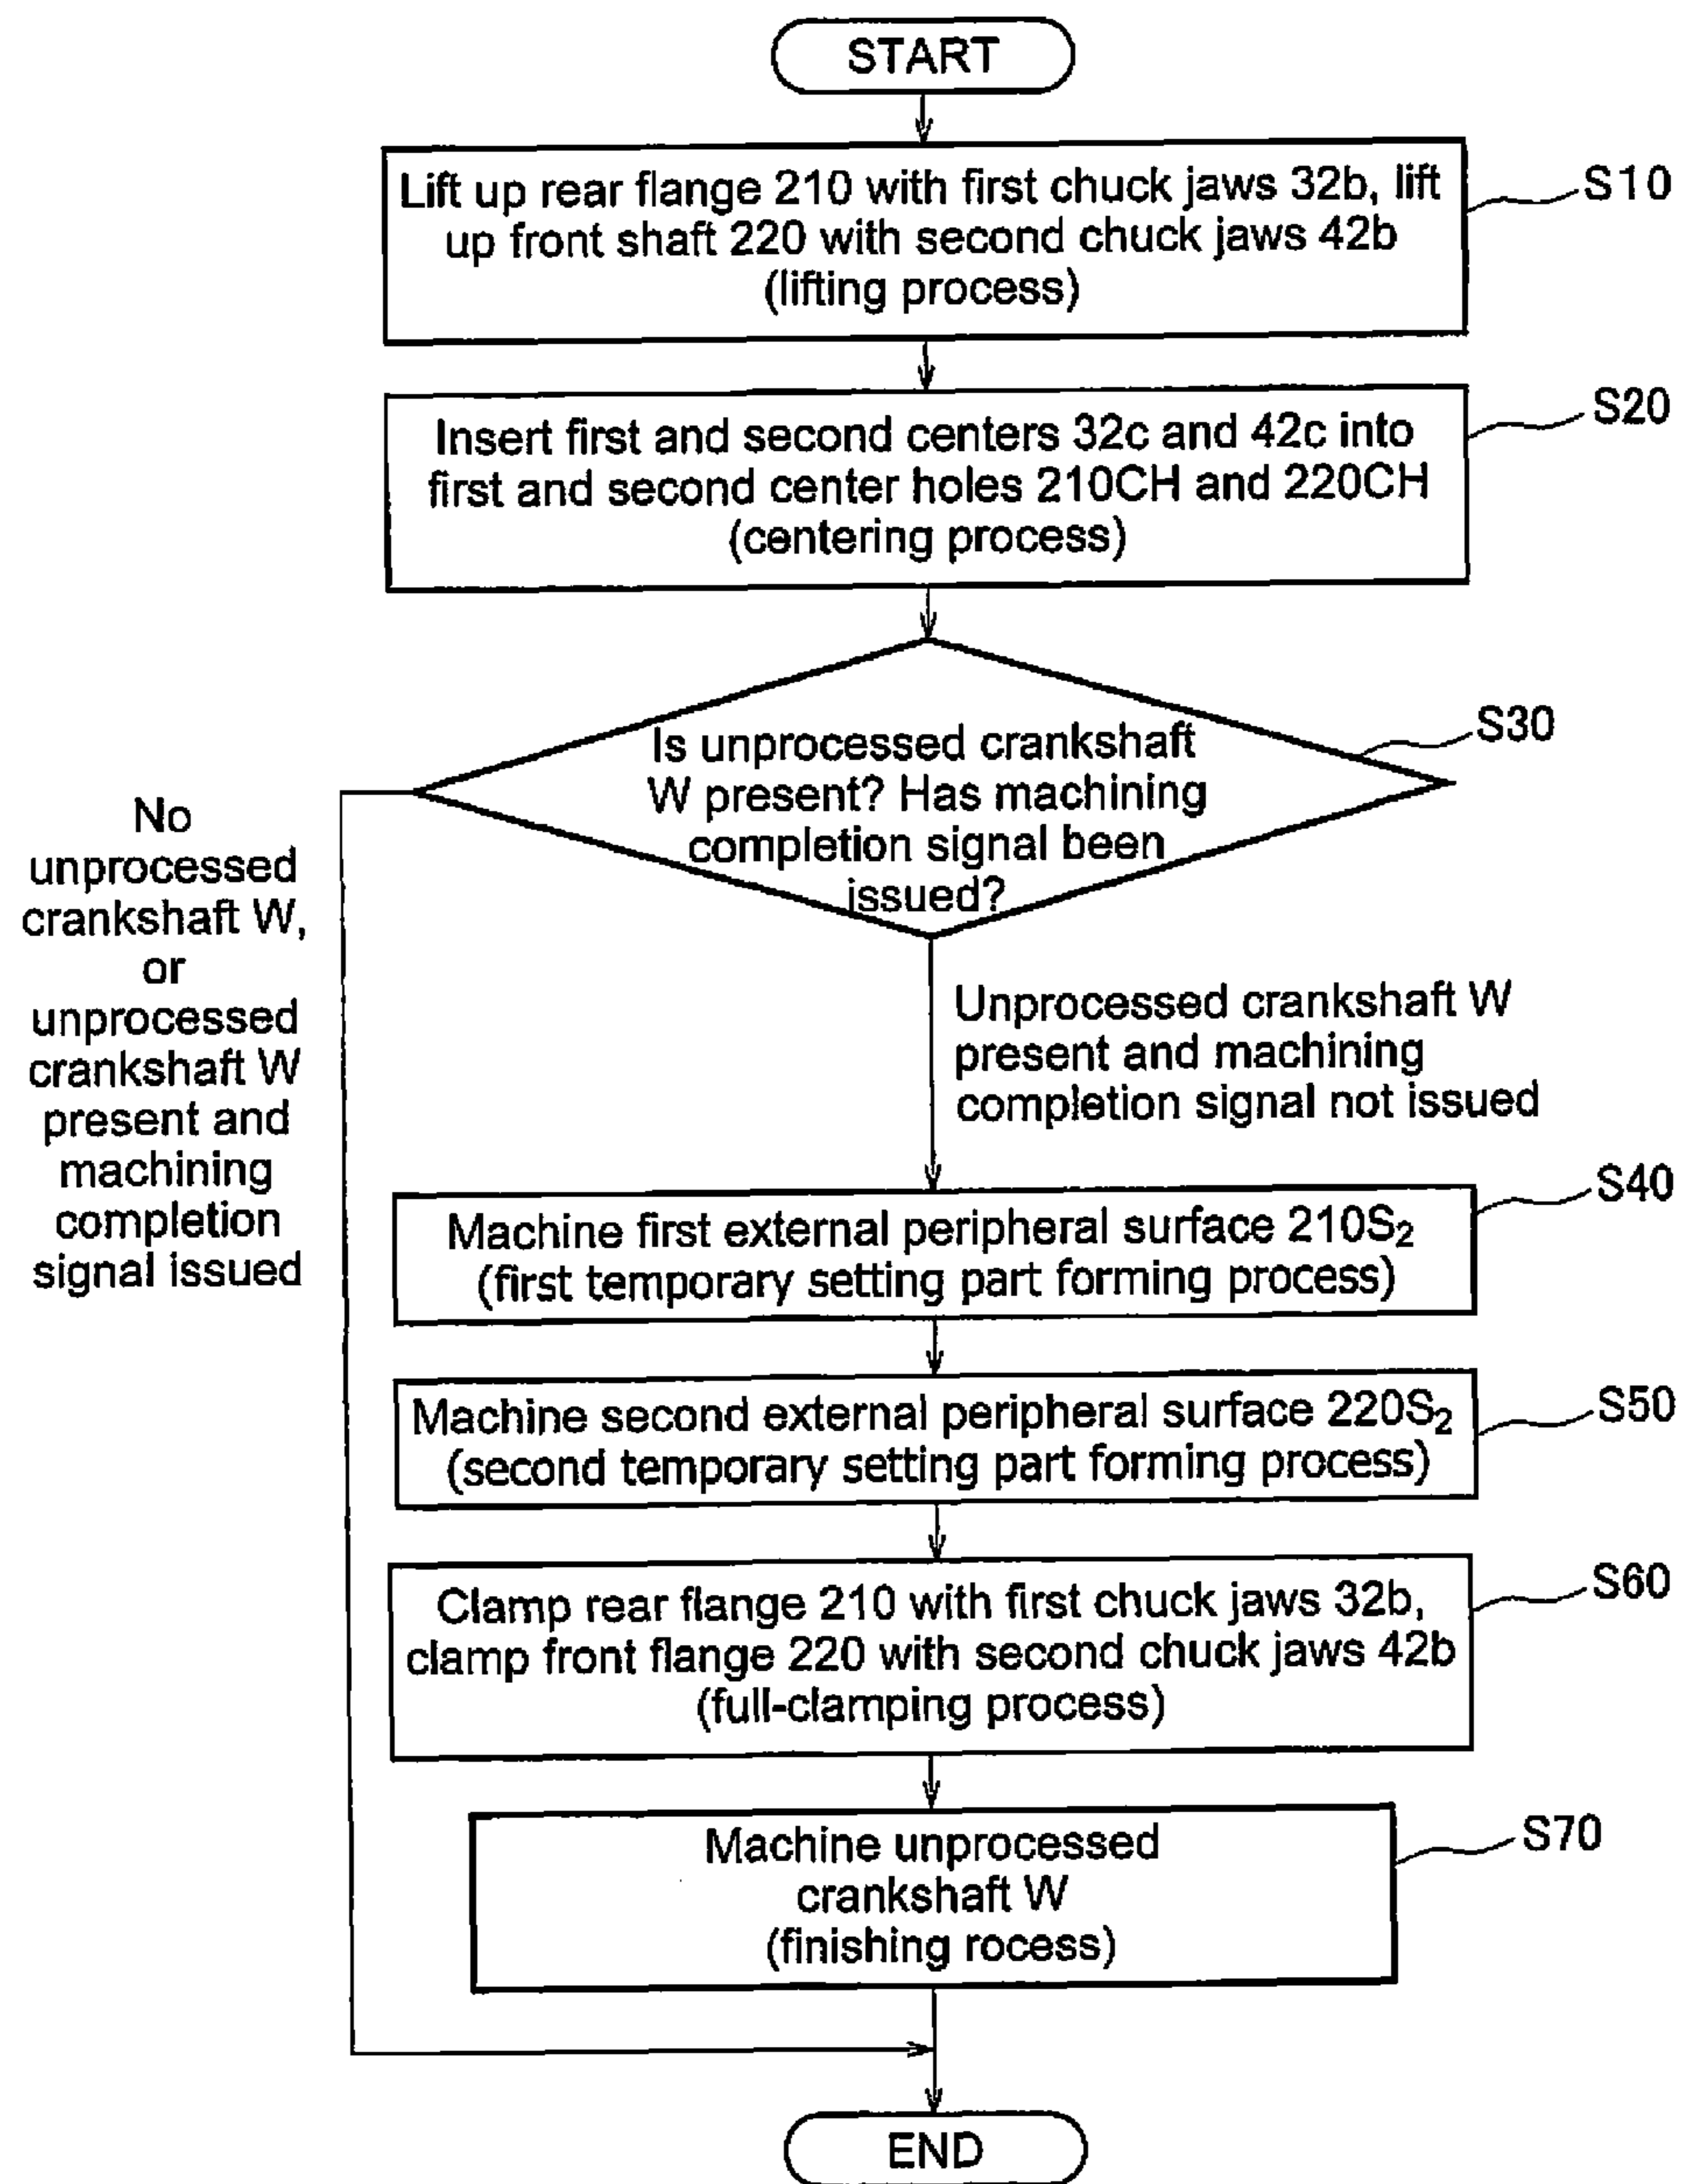 START
Lift up rear flange 210 with first chuck jaws 32b, lift
up front shaft 220 with second chuck jaws 42b
(lifting process)
S10
Insert first and second centers 32c and 42c into
first and second center holes 210CH and 220CH
(centering process)
S20
Is unprocessed crankshaft
W present? Has machining
completion signal been
issued?
S30
No
unprocessed
crankshaft W,
or
unprocessed
crankshaft W
present and
machining
completion
signal issued
Unprocessed crankshaft W
present and machining
completion signal not issued
Machine first external peripheral surface 210S₂
(first temporary setting part forming process)
S40
Machine second external peripheral surface 220S₂
(second temporary setting part forming process)
S50
Clamp rear flange 210 with first chuck jaws 32b,
clamp front flange 220 with second chuck jaws 42b
(full-clamping process)
S60
Machine unprocessed
crankshaft W
(finishing rocess)
S70
END